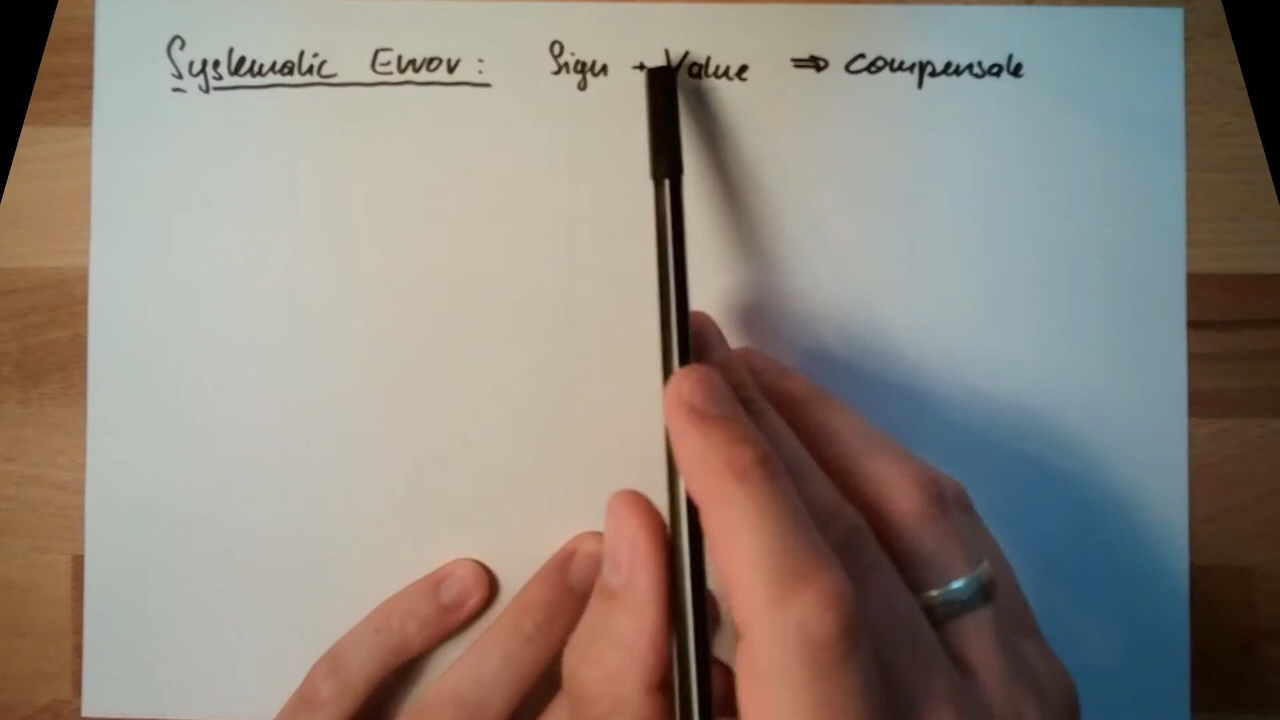 Systematic Error: Sign + Value ⇒ compensate